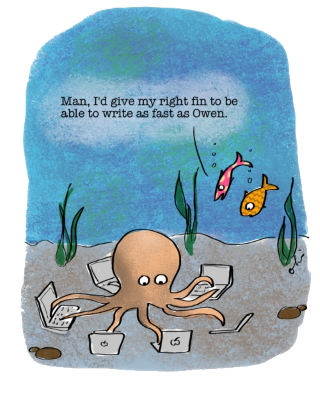 Man, I'd give my right fin to be
able to write as fast as Owen.